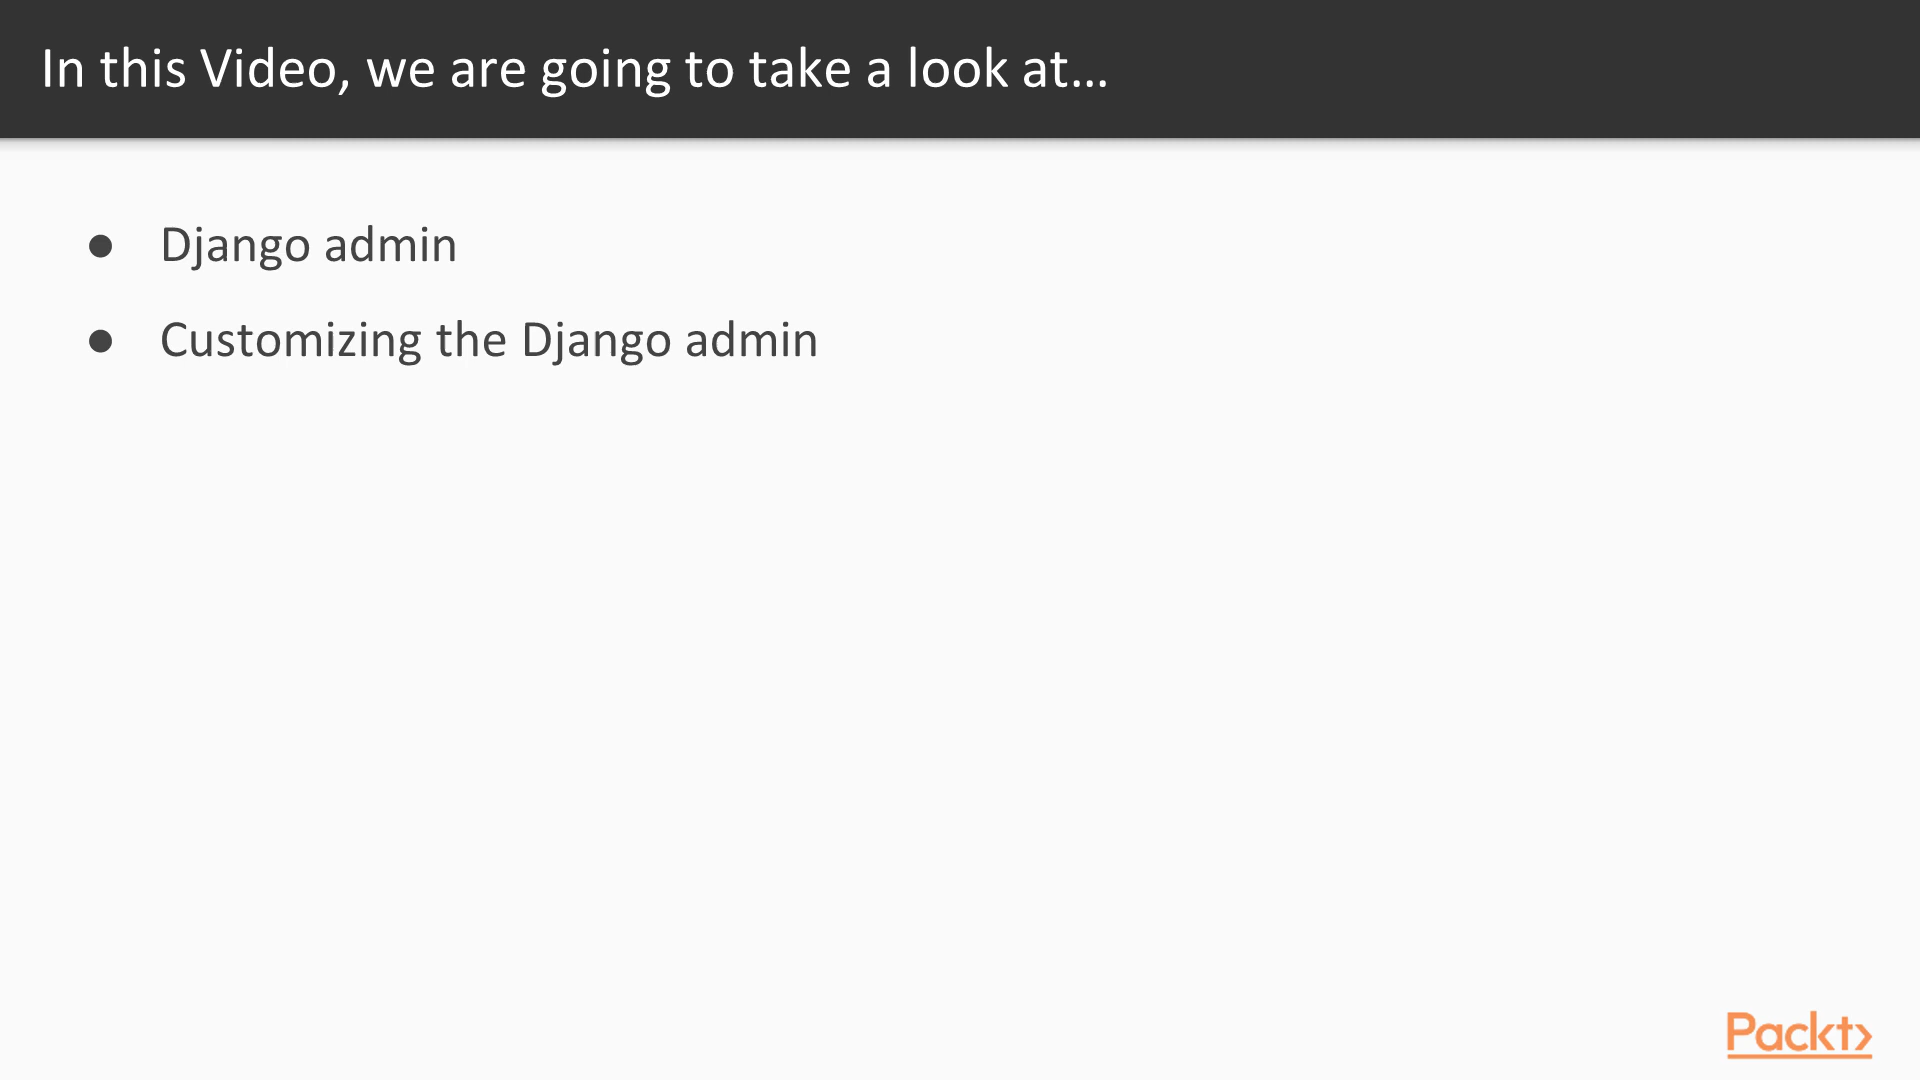 In this Video, we are going to take a look at…
● Django admin
● Customizing the Django admin
Packt>